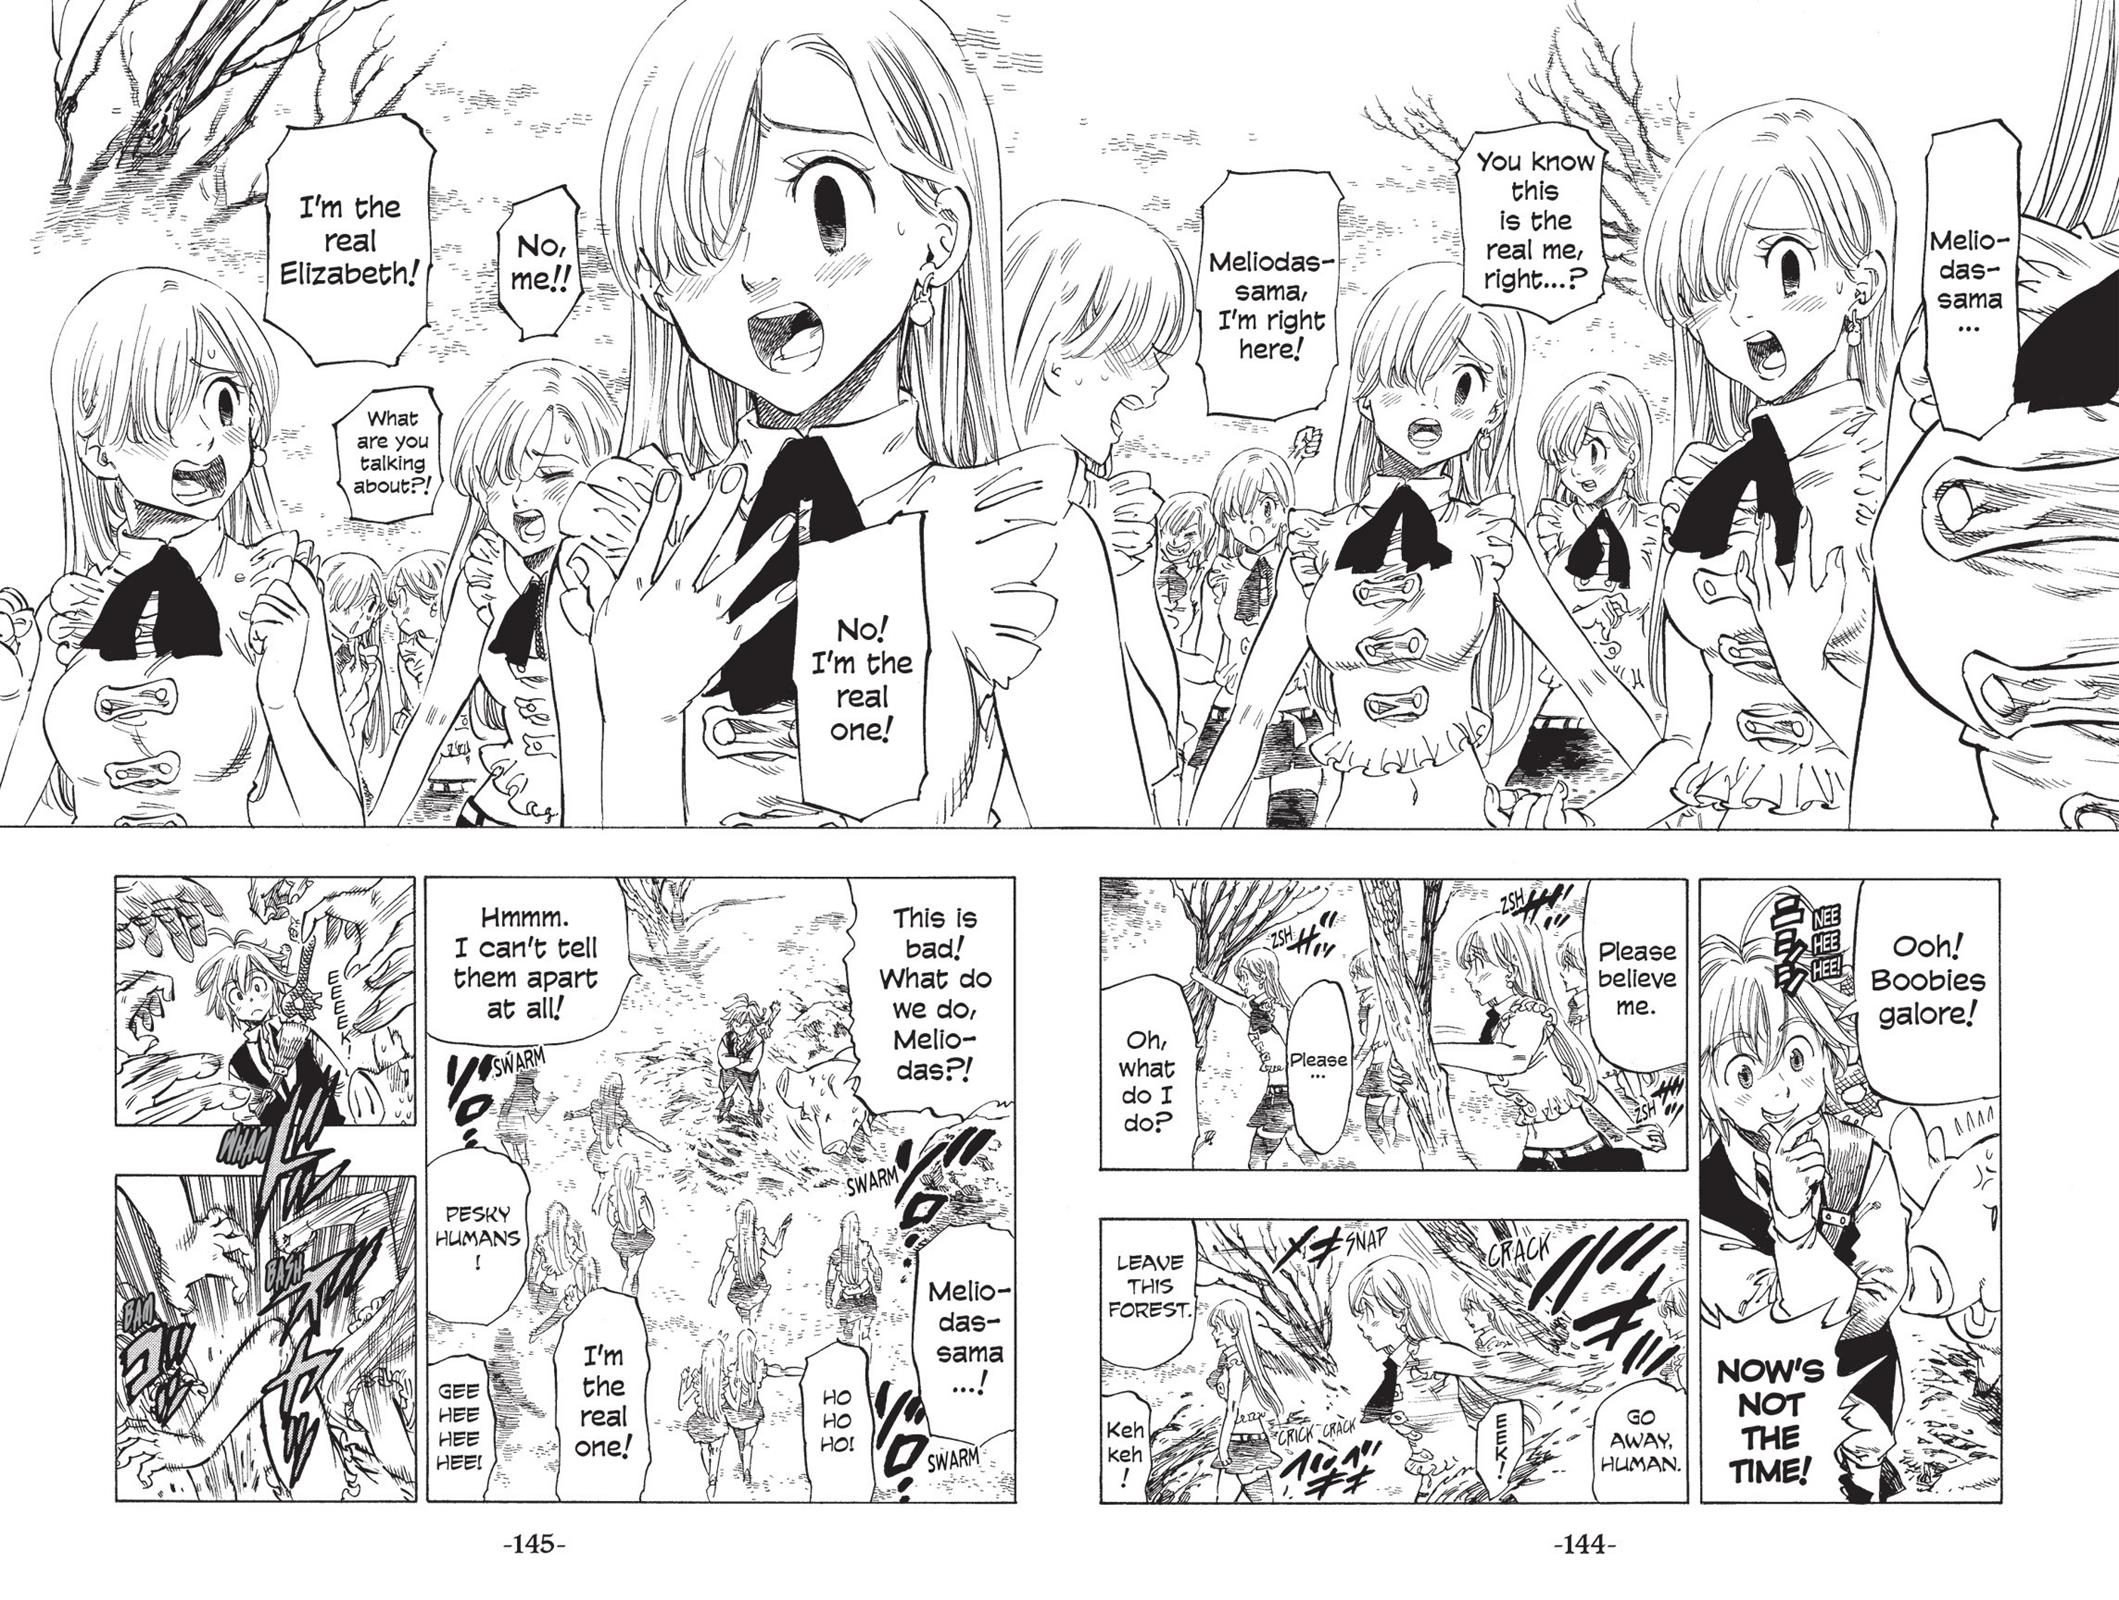 Melio-
das-
sama
...
You know
this
is the
real me,
right...?
Meliodas-
sama,
I'm right
here!
No!
I'm the
real
one!
No,
me!!
I'm the
real
Elizabeth!
What
are you
talking
about?!
Ooh!
Boobies
galore!
ニヒヒ
NEE
HEE
HEE!
NOW'S
NOT
THE
TIME!
Please
believe
me.
ZSH
ZSH
ZSH
Please
...
Oh,
what
do I
do?
CRACK
SNAP
LEAVE
THIS
FOREST.
GO
AWAY,
HUMAN.
EEK!
CRICK CRACK
Keh
keh
!
This is
bad!
What do
we do,
Melio-
das?!
Hmmm.
I can't tell
them apart
at all!
SWARM
SWARM
SWARM
Melio-
das-
sama
...!
PESKY
HUMANS
!
HO
HO
HO!
I'm
the
real
one!
GEE
HEE
HEE
HEE!
EEEEK!
WHAM
BASH
BAM
-145-
-144-